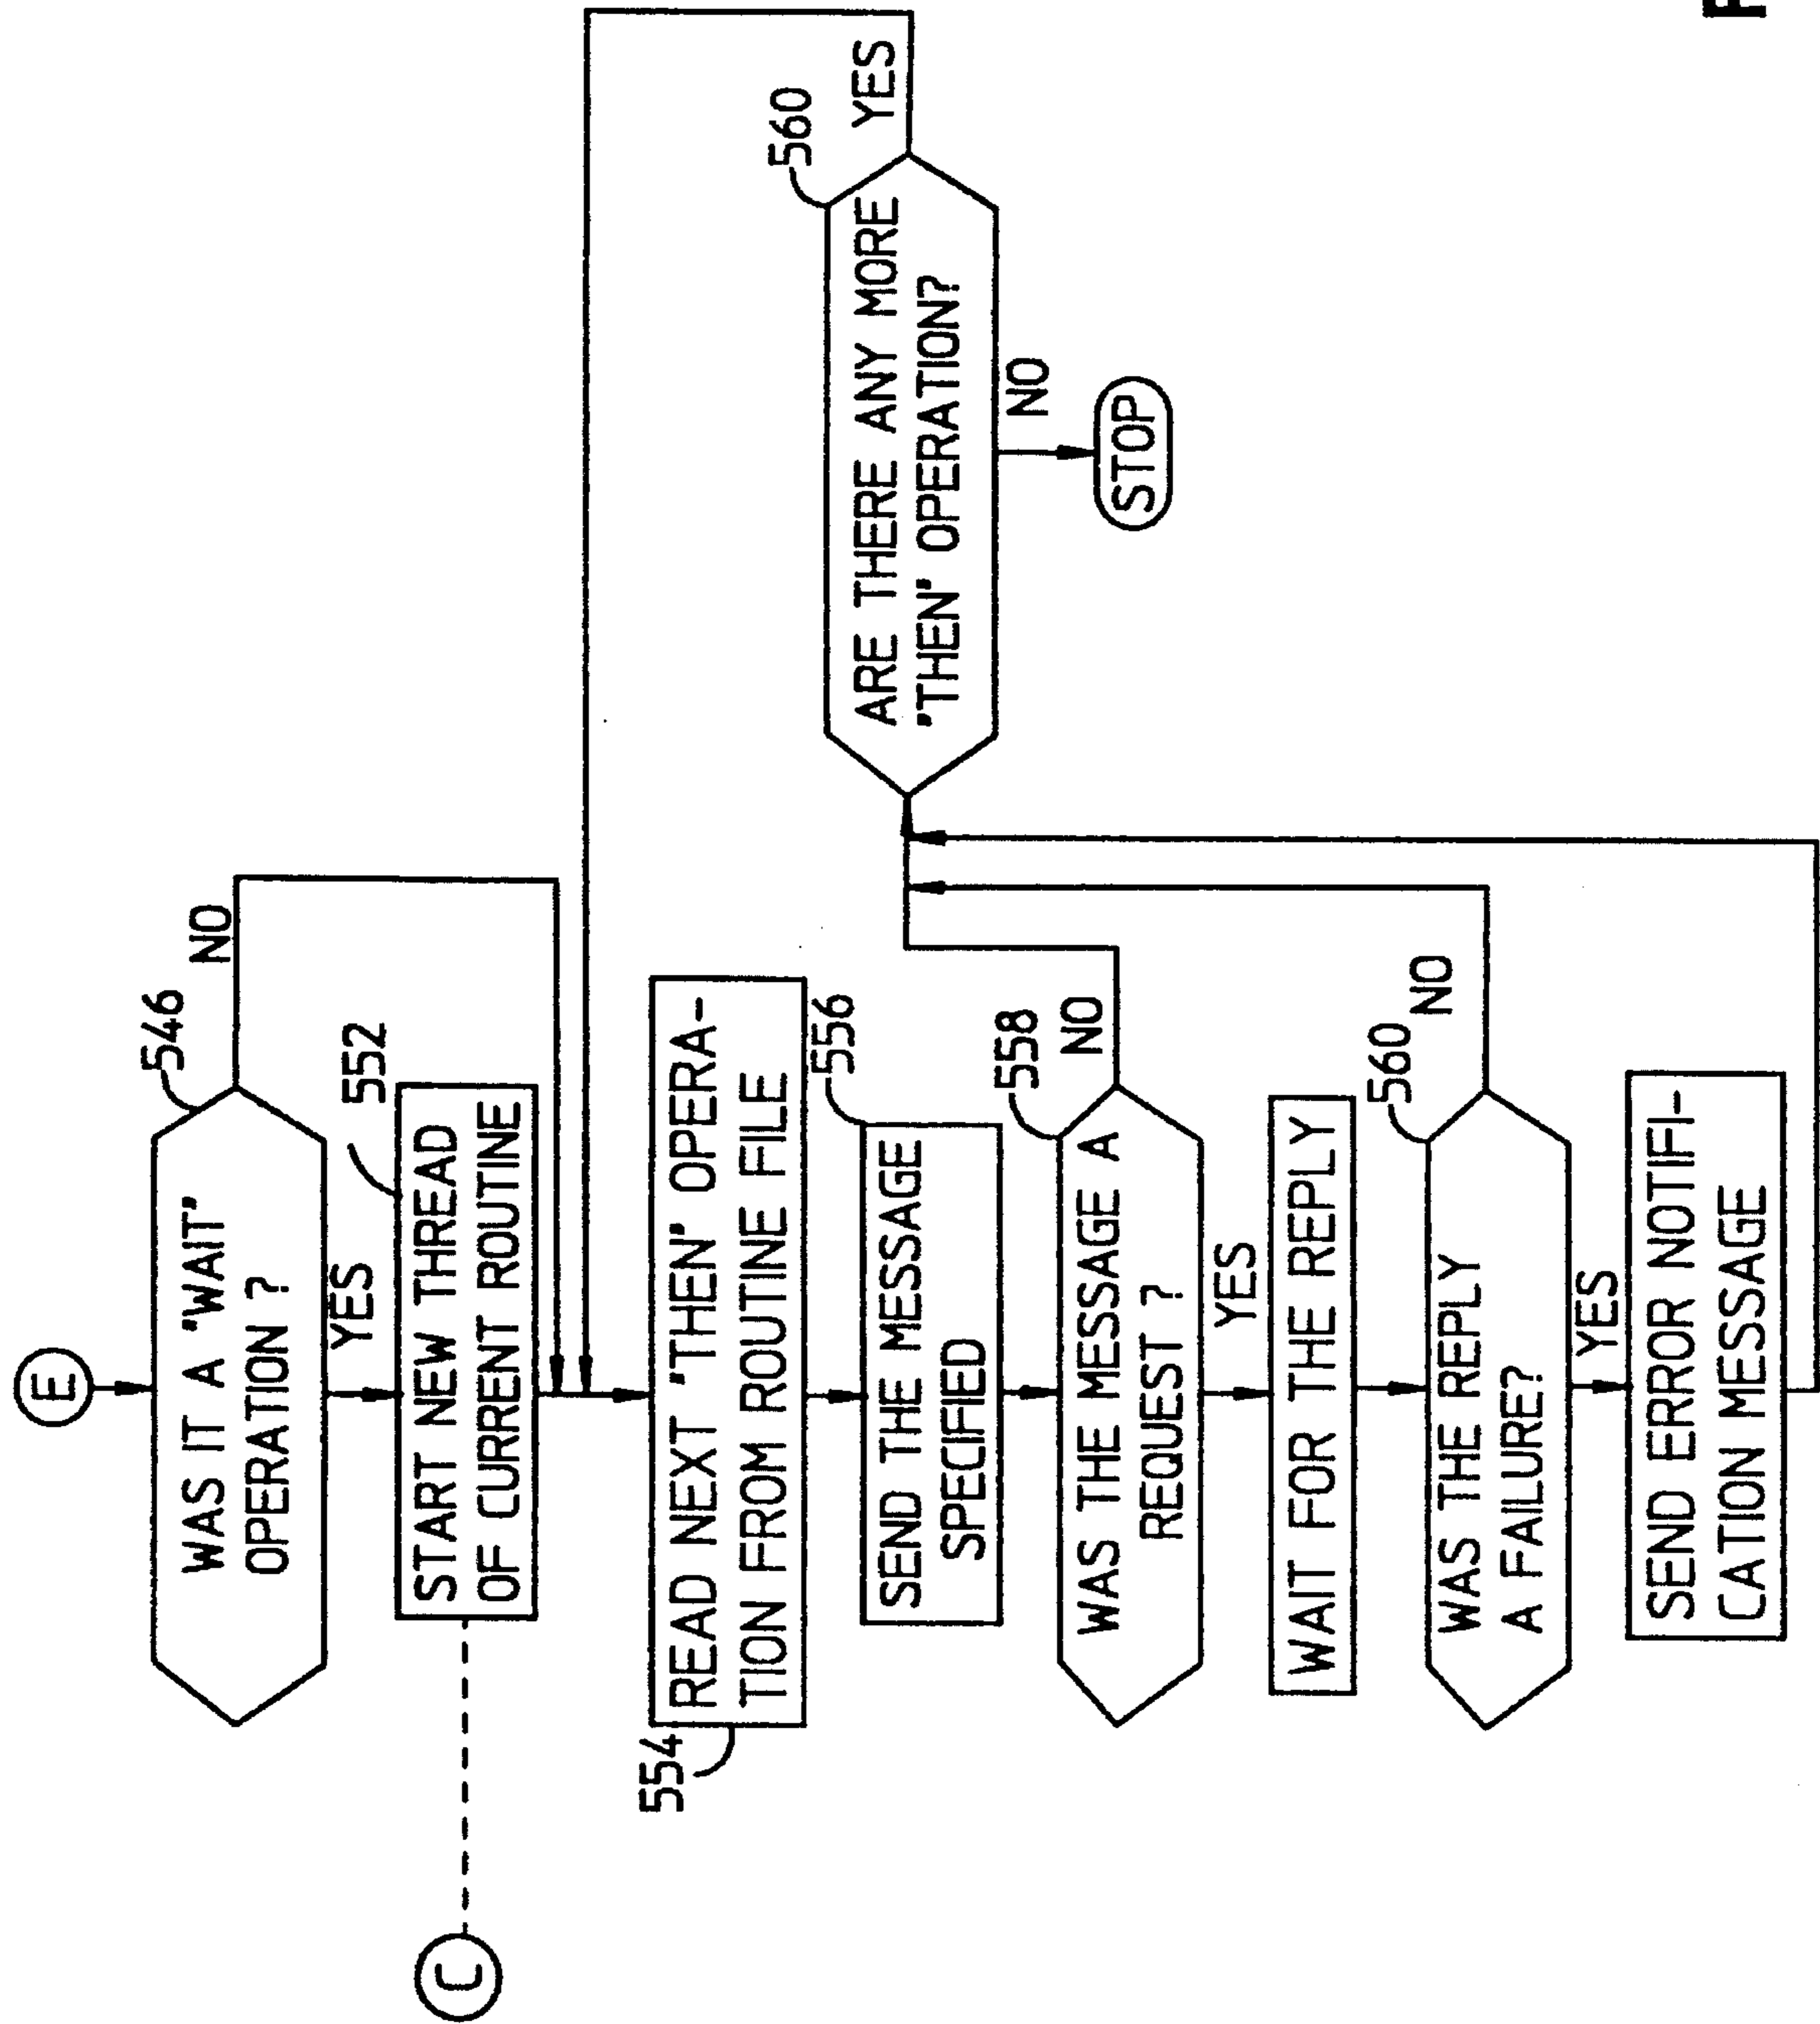 E
546
WAS IT A "WAIT"
OPERATION ?
NO
YES
552
START NEW THREAD
OF CURRENT ROUTINE
C
554
READ NEXT "THEN" OPERA-
TION FROM ROUTINE FILE
556
SEND THE MESSAGE
SPECIFIED
558
WAS THE MESSAGE A
REQUEST ?
NO
YES
WAIT FOR THE REPLY
560
WAS THE REPLY
A FAILURE?
NO
YES
SEND ERROR NOTIFI-
CATION MESSAGE
560
ARE THERE ANY MORE
"THEN" OPERATION?
YES
NO
STOP